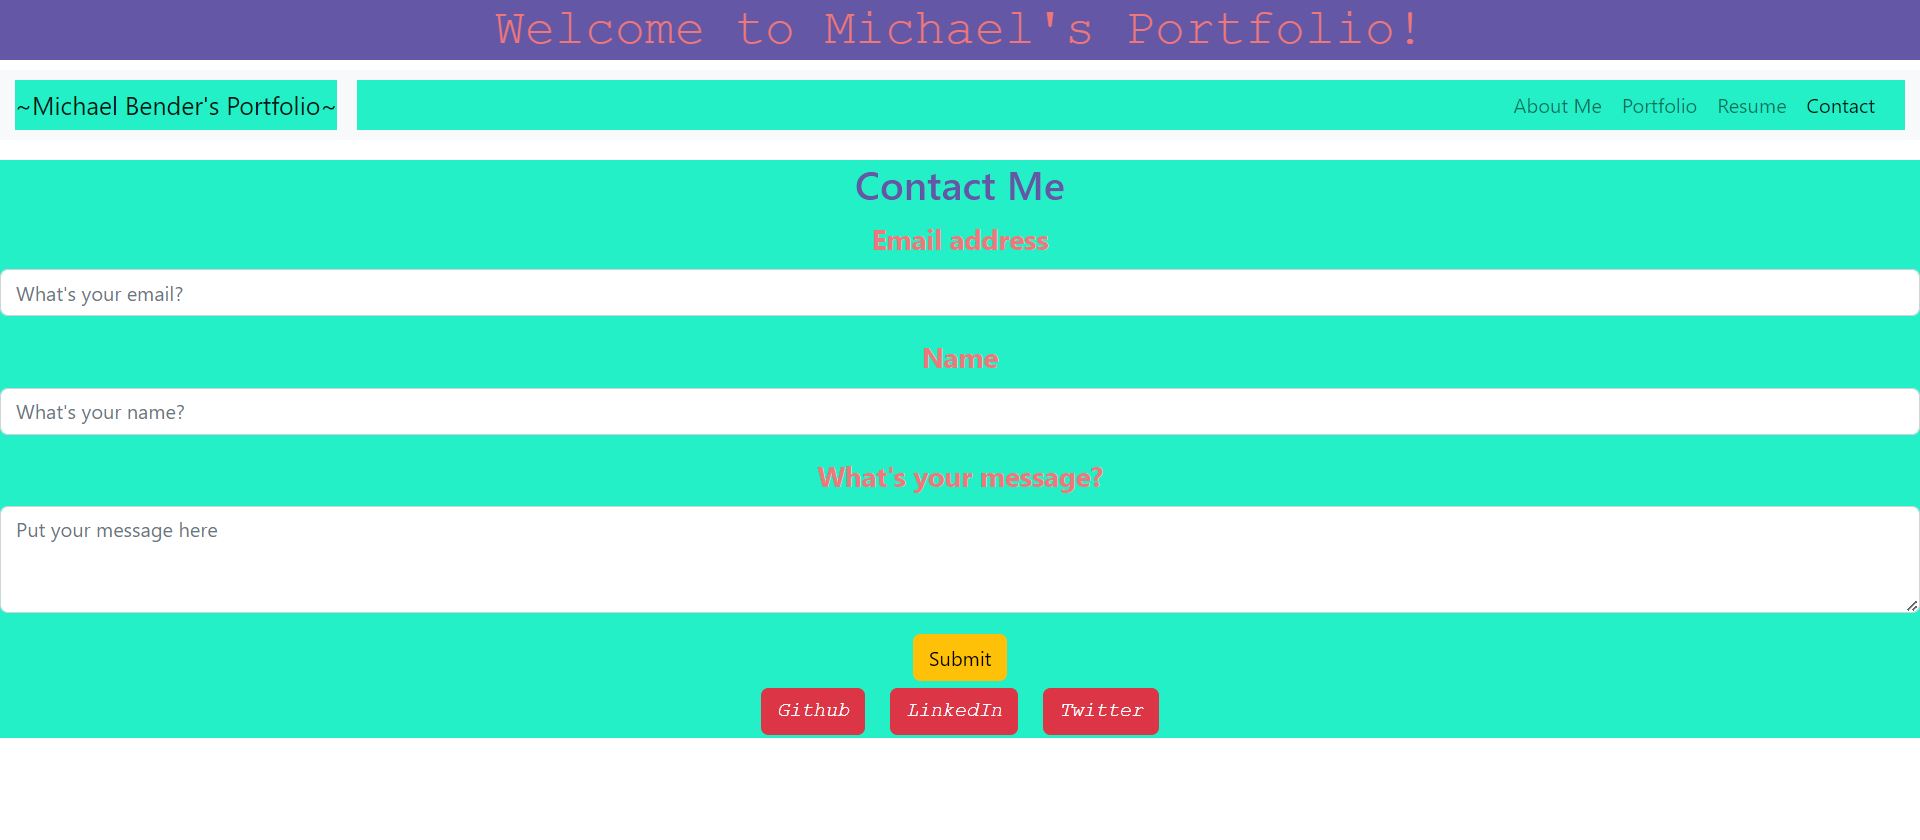 Welcome to Michael's Portfolio!
~Michael Bender's Portfolio~
About Me Portfolio Resume Contact
Contact Me
Email address
What's your email?
Name
What's your name?
What's your message?
Put your message here
Submit
Github LinkedIn Twitter